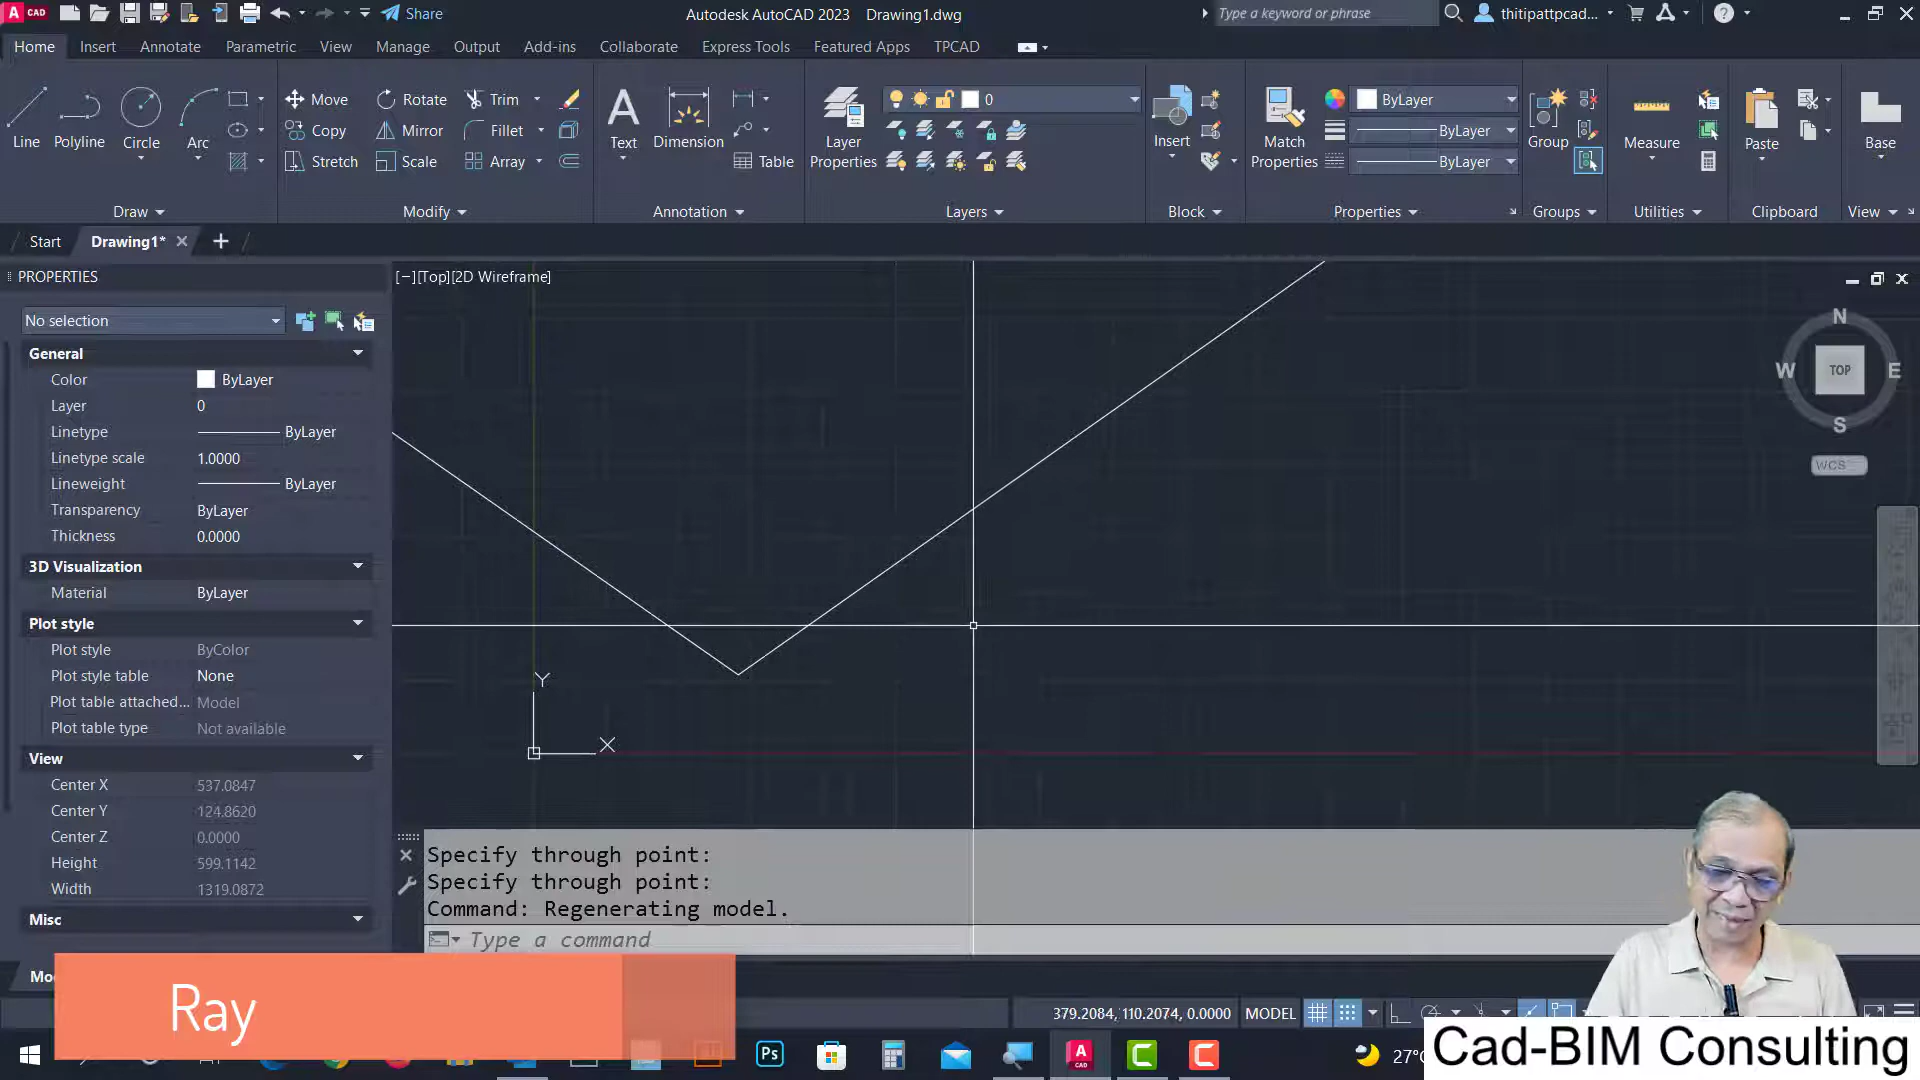 CAD
Share
Autodesk AutoCAD 2023 Drawing1.dwg
Type a keyword or phrase
thitipattpcad...
Home Insert Annotate Parametric View Manage Output Add-ins Collaborate Express Tools Featured Apps TPCAD
Line
Polyline
Circle
Arc
Move
Copy
Stretch
Rotate
Mirror
Scale
Trim
Fillet
Array
Text
Dimension
Table
Layer
Properties
0
Insert
Match
Properties
ByLayer
ByLayer
ByLayer
Group
Measure
Paste
Base
Draw Modify Annotation Layers Block Properties Groups Utilities Clipboard View
Start Drawing1*
PROPERTIES
No selection
General
Color ByLayer
Layer 0
Linetype ByLayer
Linetype scale 1.0000
Lineweight ByLayer
Transparency ByLayer
Thickness 0.0000
3D Visualization
Material ByLayer
Plot style
Plot style ByColor
Plot style table None
Plot table attached... Model
Plot table type Not available
View
Center X 537.0847
Center Y 124.8620
Center Z 0.0000
Height 599.1142
Width 1319.0872
Misc
[−][Top][2D Wireframe]
N
W TOP E
S
WCS
Y
X
Specify through point:
Specify through point:
Command: Regenerating model.
Type a command
Ray
379.2084, 110.2074, 0.0000 MODEL
Ps
A
CAD
C
C
27°
Cad-BIM Consulting